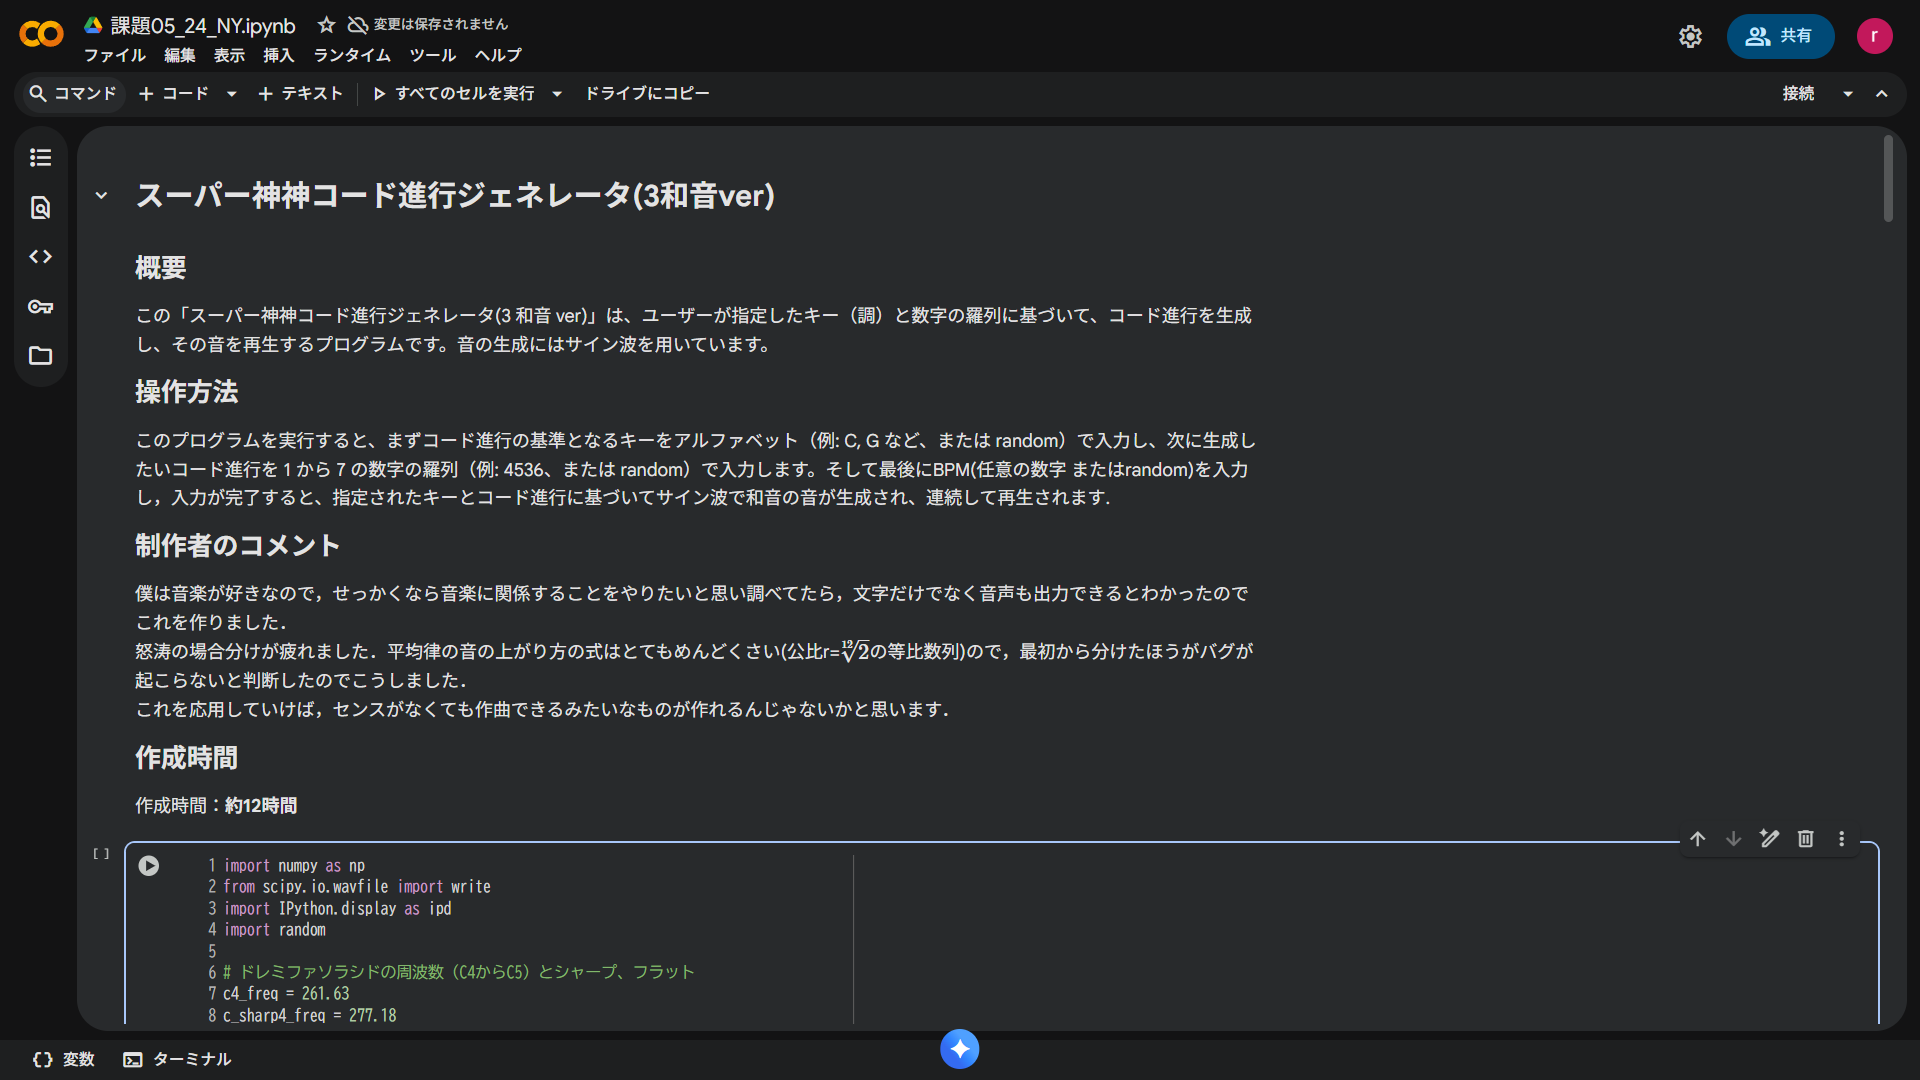 課題05_24_NY.ipynb 変更は保存されません
ファイル 編集 表示 挿入 ランタイム ツール ヘルプ
共有
r
コマンド + コード + テキスト すべてのセルを実行 ドライブにコピー 接続
スーパー神神コード進行ジェネレータ(3和音ver)
概要
この「スーパー神神コード進行ジェネレータ(3 和音 ver)」は、ユーザーが指定したキー（調）と数字の羅列に基づいて、コード進行を生成
し、その音を再生するプログラムです。音の生成にはサイン波を用いています。
操作方法
このプログラムを実行すると、まずコード進行の基準となるキーをアルファベット（例: C, G など、または random）で入力し、次に生成し
たいコード進行を 1 から 7 の数字の羅列（例: 4536、または random）で入力します。そして最後にBPM(任意の数字 またはrandom)を入力
し，入力が完了すると、指定されたキーとコード進行に基づいてサイン波で和音の音が生成され、連続して再生されます.
制作者のコメント
僕は音楽が好きなので，せっかくなら音楽に関係することをやりたいと思い調べてたら，文字だけでなく音声も出力できるとわかったので
これを作りました．
怒涛の場合分けが疲れました．平均律の音の上がり方の式はとてもめんどくさい(公比r=¹²√2の等比数列)ので，最初から分けたほうがバグが
起こらないと判断したのでこうしました．
これを応用していけば，センスがなくても作曲できるみたいなものが作れるんじゃないかと思います．
作成時間
作成時間：約12時間
[ ]
1 import numpy as np
2 from scipy.io.wavfile import write
3 import IPython.display as ipd
4 import random
5
6 # ドレミファソラシドの周波数（C4からC5）とシャープ、フラット
7 c4_freq = 261.63
8 c_sharp4_freq = 277.18
変数 ターミナル